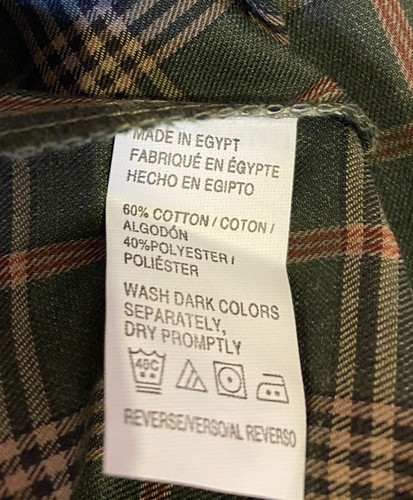 MADE IN EGYPT
FABRIQUÉ EN ÉGYPTE
HECHO EN EGIPTO
60% COTTON / COTON /
ALGODÓN
40%POLYESTER /
POLIÉSTER
WASH DARK COLORS
SEPARATELY,
DRY PROMPTLY
40C
REVERSE/VERSO/AL REVERSO